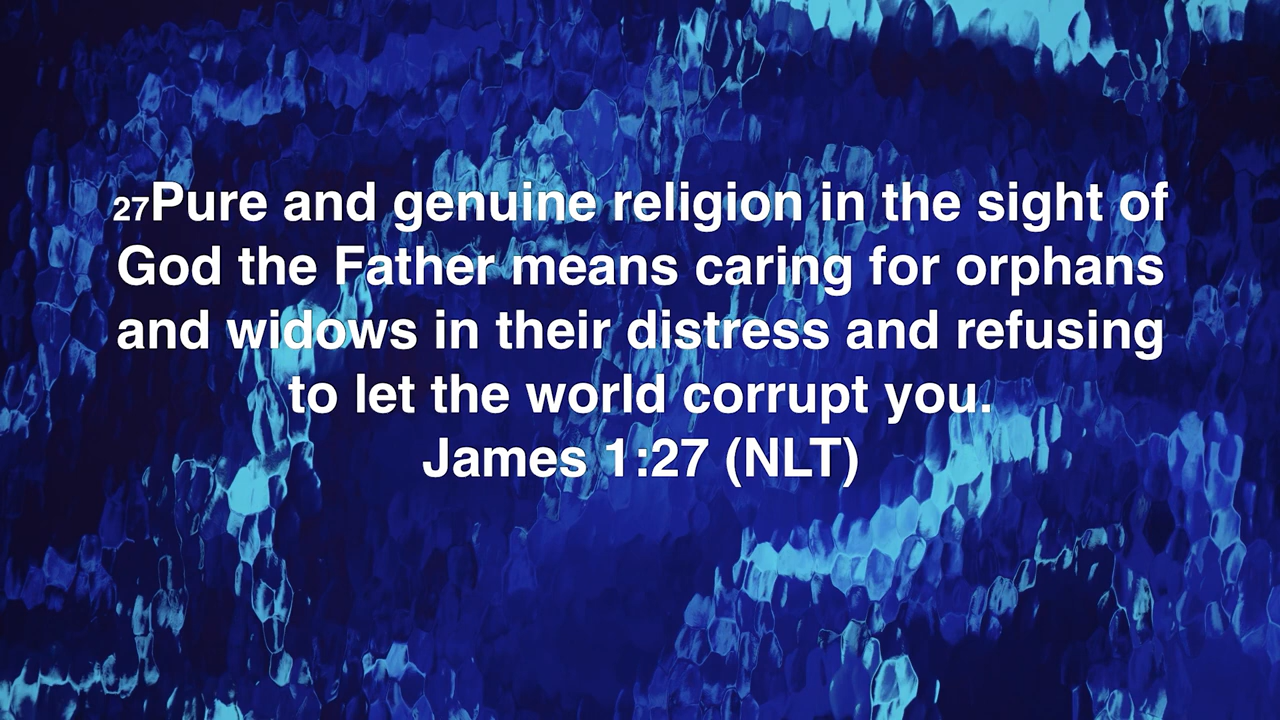 27Pure and genuine religion in the sight of
God the Father means caring for orphans
and widows in their distress and refusing
to let the world corrupt you.
James 1:27 (NLT)